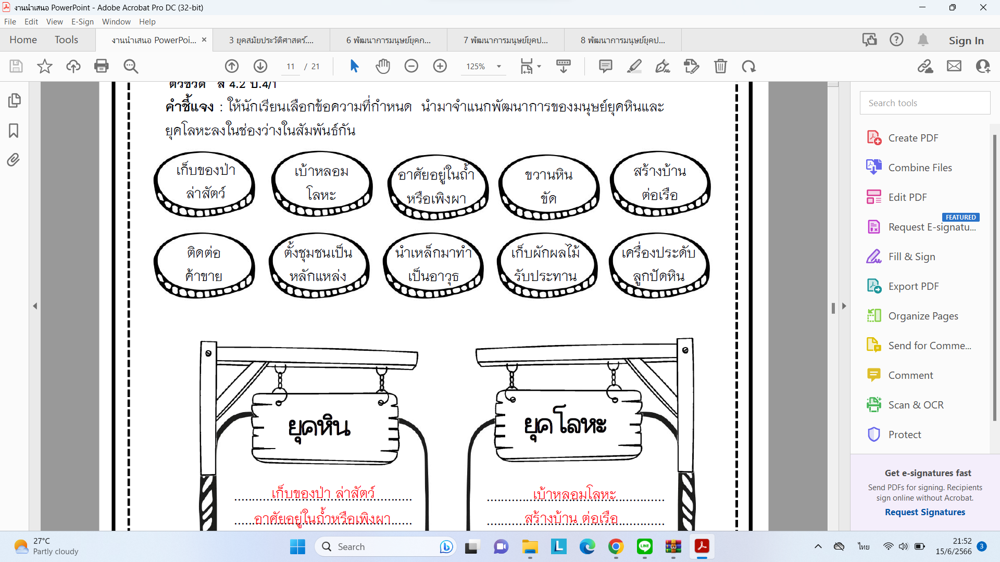 งานนำเสนอ PowerPoint - Adobe Acrobat Pro DC (32-bit)
File Edit View E-Sign Window Help
Home Tools งานนำเสนอ PowerPoi... × 3 ยุคสมัยประวัติศาสตร์.... 6 พัฒนาการมนุษย์ยุคก... 7 พัฒนาการมนุษย์ยุคป... 8 พัฒนาการมนุษย์ยุคป... Sign In
11 / 21 125%
ตัวชี้วัด ส 4.2 ป.4/1
คำชี้แจง : ให้นักเรียนเลือกข้อความที่กำหนด นำมาจำแนกพัฒนาการของมนุษย์ยุคหินและ
ยุคโลหะลงในช่องว่างในสัมพันธ์กัน
เก็บของป่า
ล่าสัตว์
เบ้าหลอม
โลหะ
อาศัยอยู่ในถ้ำ
หรือเพิงผา
ขวานหิน
ขัด
สร้างบ้าน
ต่อเรือ
ติดต่อ
ค้าขาย
ตั้งชุมชนเป็น
หลักแหล่ง
นำเหล็กมาทำ
เป็นอาวุธ
เก็บผักผลไม้
รับประทาน
เครื่องประดับ
ลูกปัดหิน
ยุคหิน
เก็บของป่า ล่าสัตว์
อาศัยอยู่ในถ้ำหรือเพิงผา
ยุคโลหะ
เบ้าหลอมโลหะ
สร้างบ้าน ต่อเรือ
Search tools
Create PDF
Combine Files
Edit PDF
FEATURED
Request E-signatu...
Fill & Sign
Export PDF
Organize Pages
Send for Comme...
Comment
Scan & OCR
Protect
Get e-signatures fast
Send PDFs for signing. Recipients
sign online without Acrobat.
Request Signatures
27°C
Partly cloudy
Search
LINE
ไทย
21:52
15/6/2566
3